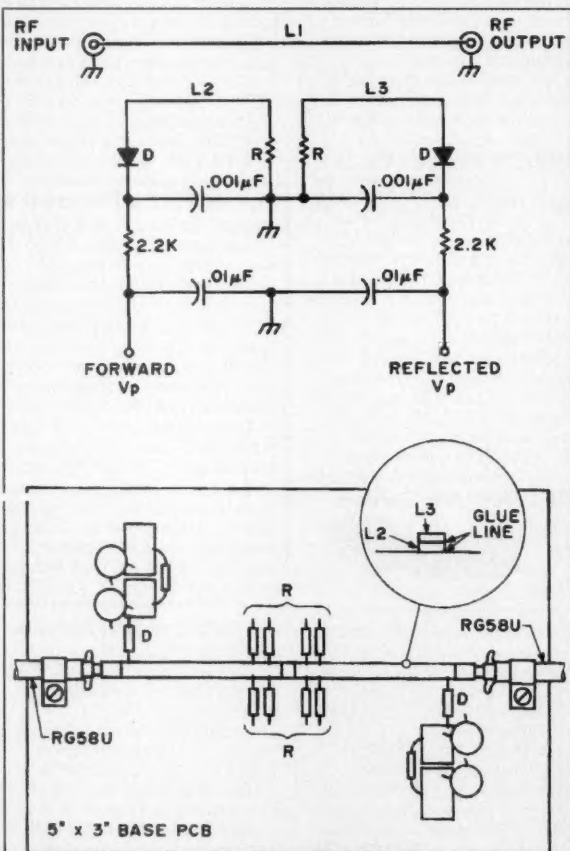 RF INPUT
L1
RF OUTPUT
L2
L3
D
R
R
D
.001µF
.001µF
2.2K
2.2K
.01µF
.01µF
FORWARD Vp
REFLECTED Vp
L3
L2
GLUE LINE
R
D
RG58U
RG58U
R
D
5" x 3" BASE PCB